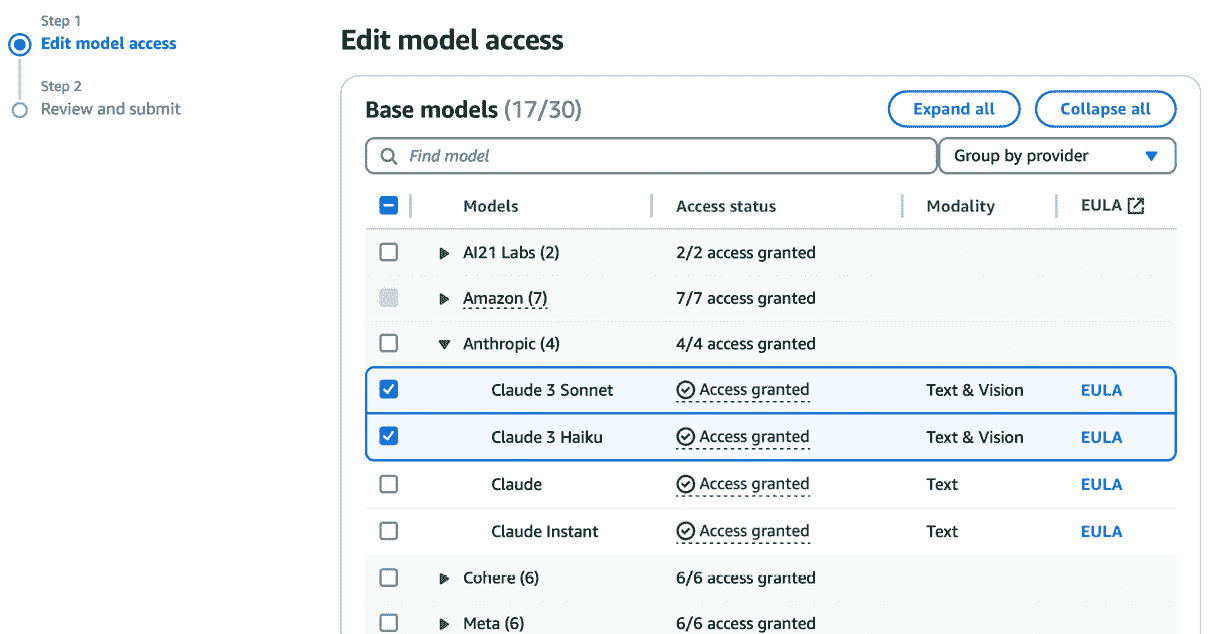 Step 1
Edit model access
Step 2
Review and submit
Edit model access
Base models (17/30)
Expand all
Collapse all
Find model
Group by provider
Models Access status Modality EULA
AI21 Labs (2) 2/2 access granted
Amazon (7) 7/7 access granted
Anthropic (4) 4/4 access granted
Claude 3 Sonnet Access granted Text & Vision EULA
Claude 3 Haiku Access granted Text & Vision EULA
Claude Access granted Text EULA
Claude Instant Access granted Text EULA
Cohere (6) 6/6 access granted
Meta (6) 6/6 access granted